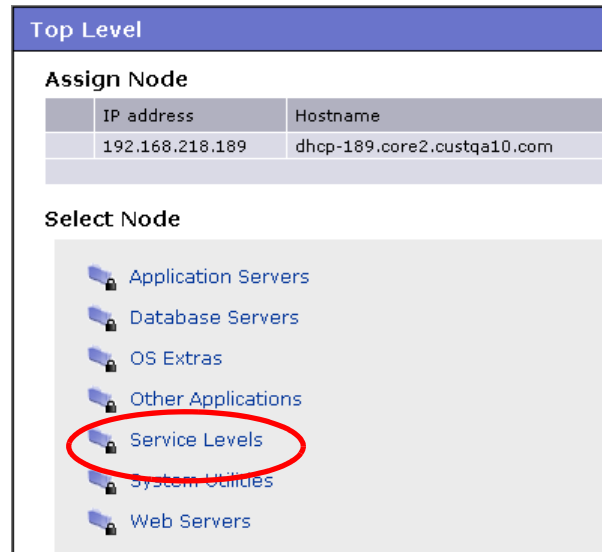 Top Level
Assign Node
IP address Hostname
192.168.218.189 dhcp-189.core2.custqa10.com
Select Node
Application Servers
Database Servers
OS Extras
Other Applications
Service Levels
System Utilities
Web Servers